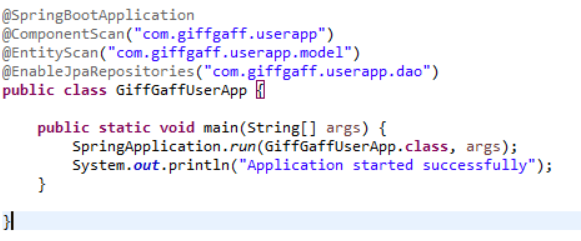 @SpringBootApplication
@ComponentScan("com.giffgaff.userapp")
@EntityScan("com.giffgaff.userapp.model")
@EnableJpaRepositories("com.giffgaff.userapp.dao")
public class GiffGaffUserApp {
    public static void main(String[] args) {
        SpringApplication.run(GiffGaffUserApp.class, args);
        System.out.println("Application started successfully");
    }
}